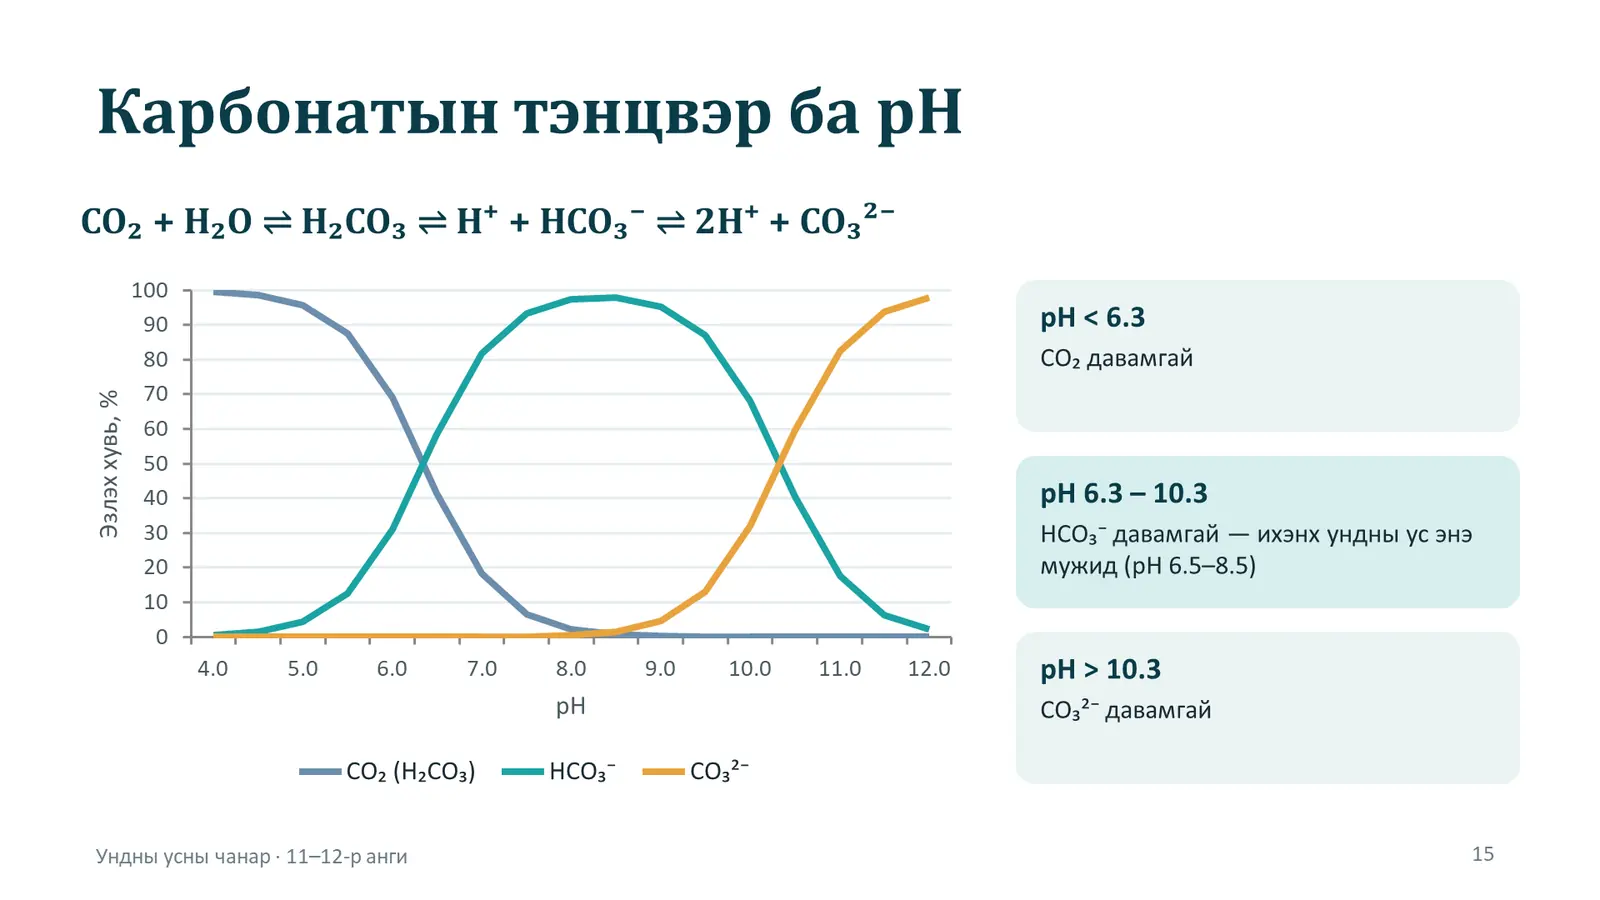 Карбонатын тэнцвэр ба pH
CO₂ + H₂O ⇌ H₂CO₃ ⇌ H⁺ + HCO₃⁻ ⇌ 2H⁺ + CO₃²⁻
Эзлэх хувь, %
100
90
80
70
60
50
40
30
20
10
0
4.0 5.0 6.0 7.0 8.0 9.0 10.0 11.0 12.0
pH
CO₂ (H₂CO₃) HCO₃⁻ CO₃²⁻
pH < 6.3
CO₂ давамгай
pH 6.3 – 10.3
HCO₃⁻ давамгай — ихэнх ундны ус энэ
мужид (pH 6.5–8.5)
pH > 10.3
CO₃²⁻ давамгай
Ундны усны чанар · 11–12-р анги
15